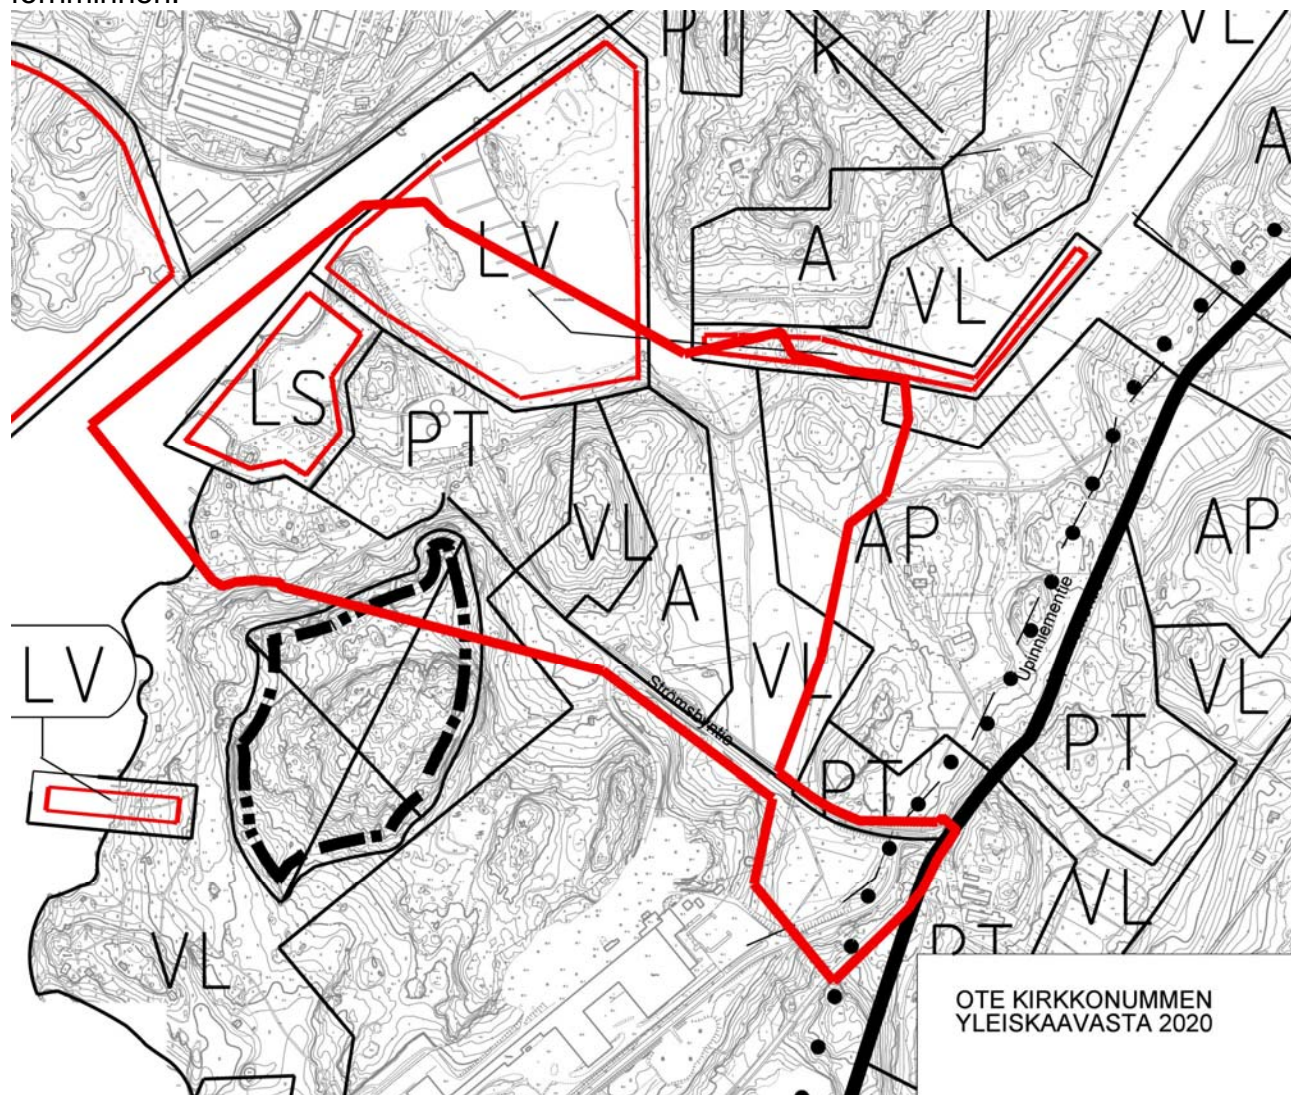 P T K
VL
A
LV
A
VL
LS
PT
VL
AP
AP
A
Upinniementie
LV
VL
VL
Strömsbyntie
PT
PT
VL
VL
PT
OTE KIRKKONUMMEN
YLEISKAAVASTA 2020